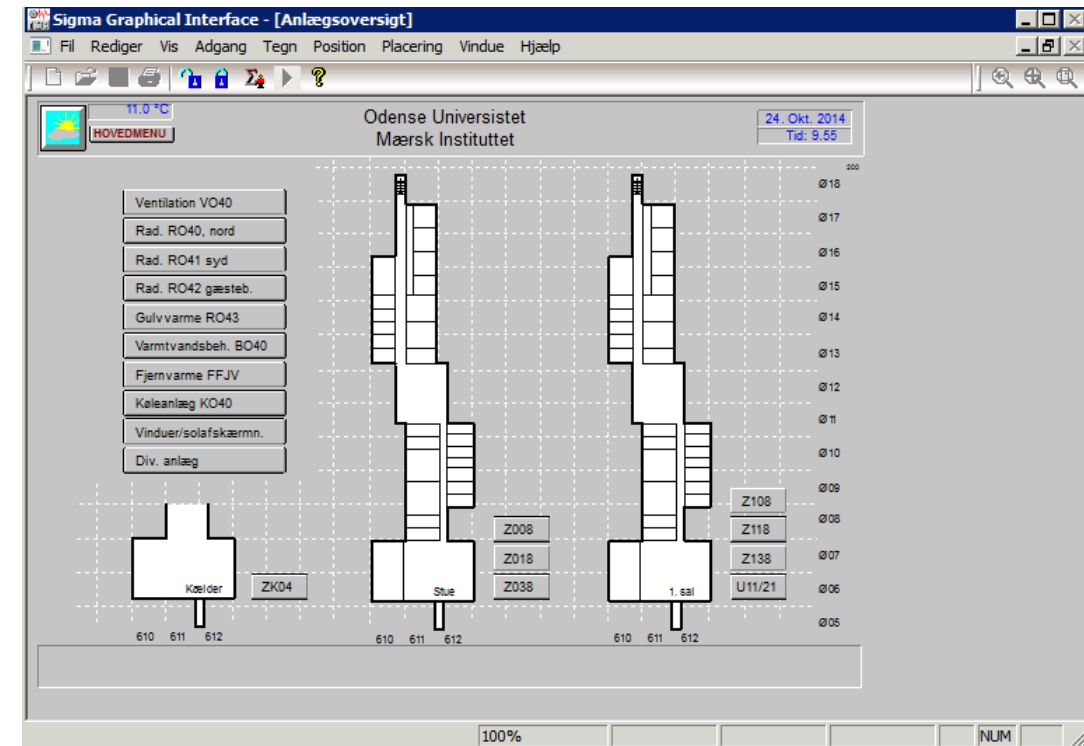 Sigma Graphical Interface - [Anlægsoversigt]
Fil Rediger Vis Adgang Tegn Position Placering Vindue Hjælp
11.0 °C
HOVEDMENU
Odense Universistet
Mærsk Instituttet
24. Okt. 2014
Tid: 9.55
200
Ventilation VO40
Rad. RO40, nord
Rad. RO41 syd
Rad. RO42 gæsteb.
Gulvvarme RO43
Varmtvandsbeh. BO40
Fjernvarme FFJV
Køleanlæg KO40
Vinduer/solafskærmn.
Div. anlæg
Ø18
Ø17
Ø16
Ø15
Ø14
Ø13
Ø12
Ø11
Ø10
Ø09
Ø08
Ø07
Ø06
Ø05
Kælder
ZK04
610 611 612
Stue
Z008
Z018
Z038
610 611 612
1. sal
Z108
Z118
Z138
U11/21
610 611 612
100%
NUM